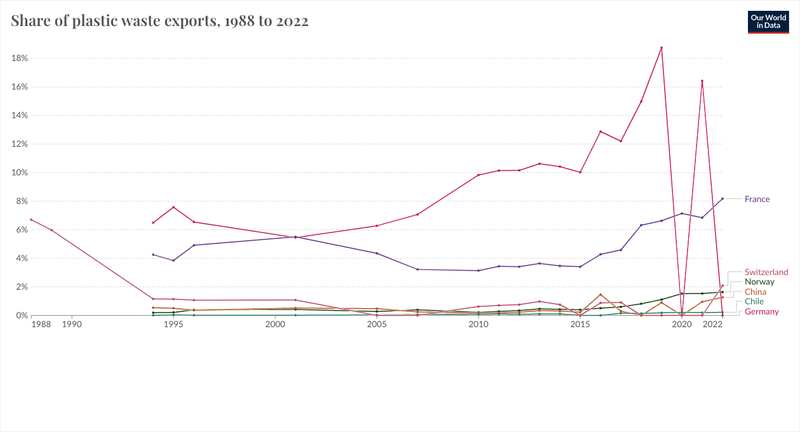 Share of plastic waste exports, 1988 to 2022
Our World
in Data
18%
16%
14%
12%
10%
8%
6%
4%
2%
0%
1988
1990
1995
2000
2005
2010
2015
2020
2022
France
Switzerland
Norway
China
Chile
Germany